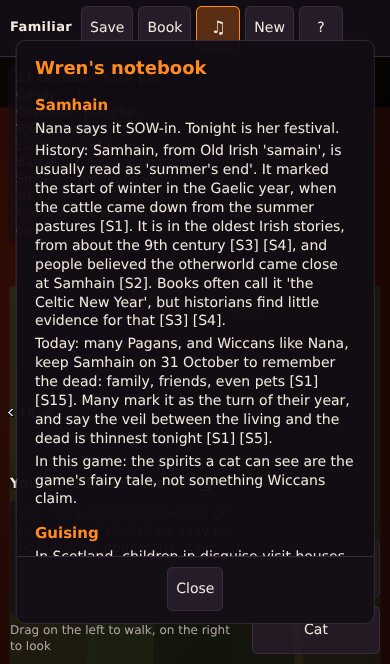 Familiar Save Book ♫ New ?
Wren's notebook
Samhain
Nana says it SOW-in. Tonight is her festival.
History: Samhain, from Old Irish 'samain', is
usually read as 'summer's end'. It marked
the start of winter in the Gaelic year, when
the cattle came down from the summer
pastures [S1]. It is in the oldest Irish stories,
from about the 9th century [S3] [S4], and
people believed the otherworld came close
at Samhain [S2]. Books often call it 'the
Celtic New Year', but historians find little
evidence for that [S3] [S4].
Today: many Pagans, and Wiccans like Nana,
keep Samhain on 31 October to remember
the dead: family, friends, even pets [S1]
[S15]. Many mark it as the turn of their year,
and say the veil between the living and the
dead is thinnest tonight [S1] [S5].
In this game: the spirits a cat can see are the
game's fairy tale, not something Wiccans
claim.
Guising
In Scotland, children in disguise visit houses
Close
Drag on the left to walk, on the right
to look
Cat